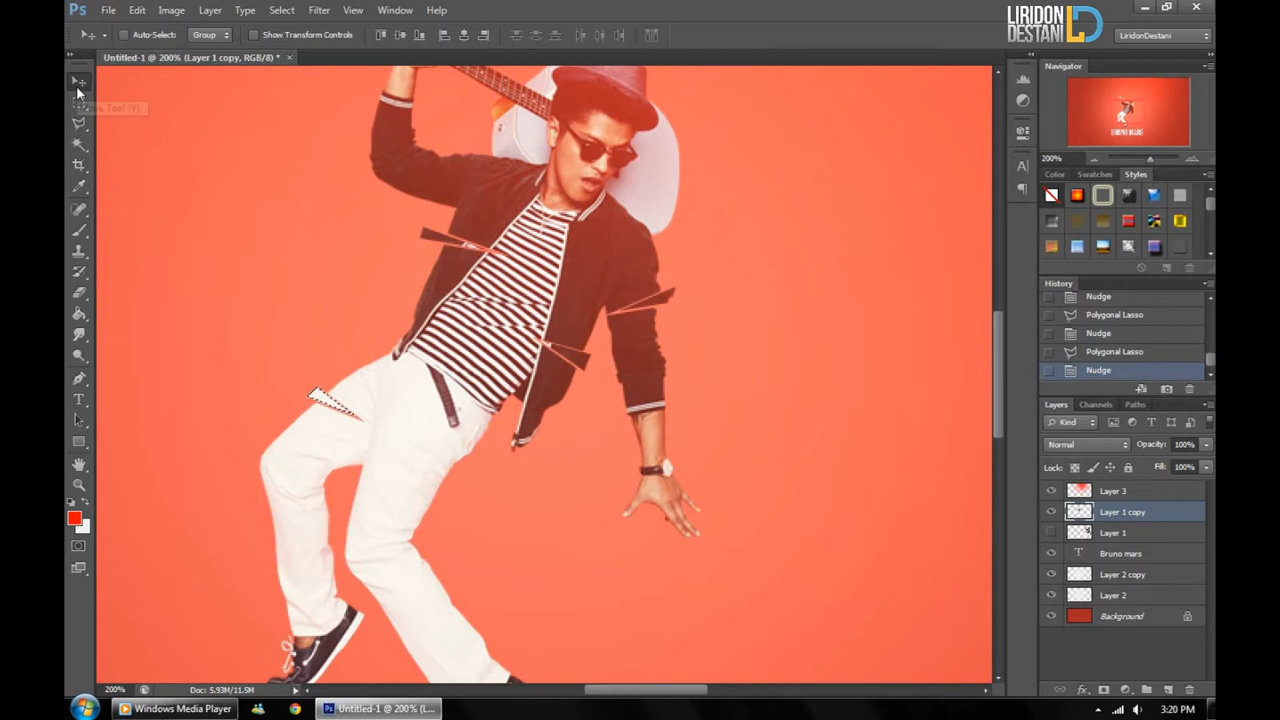 Ps File Edit Image Layer Type Select Filter View Window Help
LIRIDON
DESTANI
LD
Auto-Select: Group Show Transform Controls
LiridonDestani
Untitled-1 @ 200% (Layer 1 copy, RGB/8) *
Navigator
Tool (V)
BRUNO MARS
200%
Color Swatches Styles
History
Nudge
Polygonal Lasso
Nudge
Polygonal Lasso
Nudge
Layers Channels Paths
Kind
Normal Opacity: 100%
Lock: Fill: 100%
Layer 3
Layer 1 copy
Layer 1
Bruno mars
Layer 2 copy
Layer 2
Background
200% Doc: 5.93M/11.5M
Windows Media Player Untitled-1 @ 200% (L... 3:20 PM